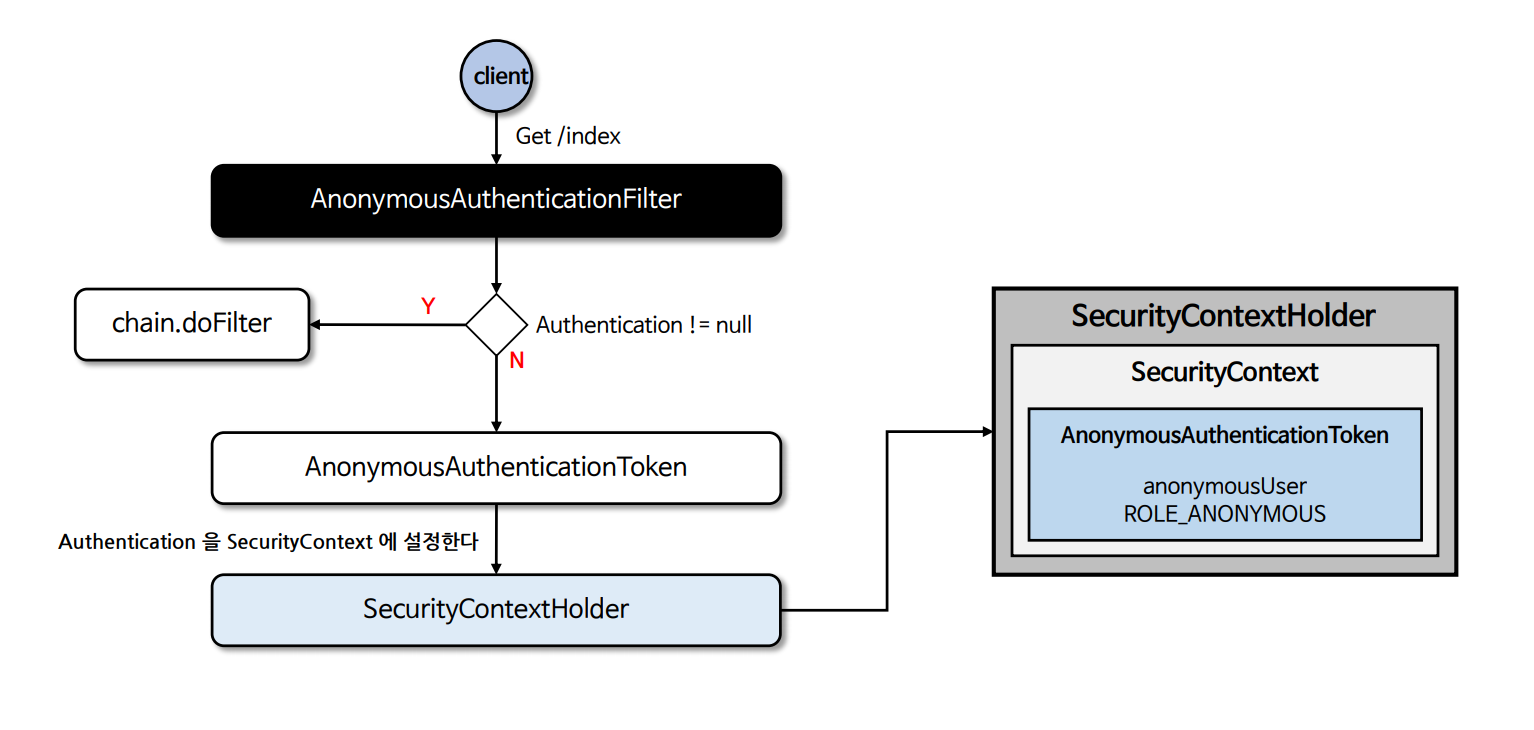 client
Get /index
AnonymousAuthenticationFilter
Y
chain.doFilter
Authentication != null
N
AnonymousAuthenticationToken
Authentication 을 SecurityContext 에 설정한다
SecurityContextHolder
SecurityContextHolder
SecurityContext
AnonymousAuthenticationToken
anonymousUser
ROLE_ANONYMOUS